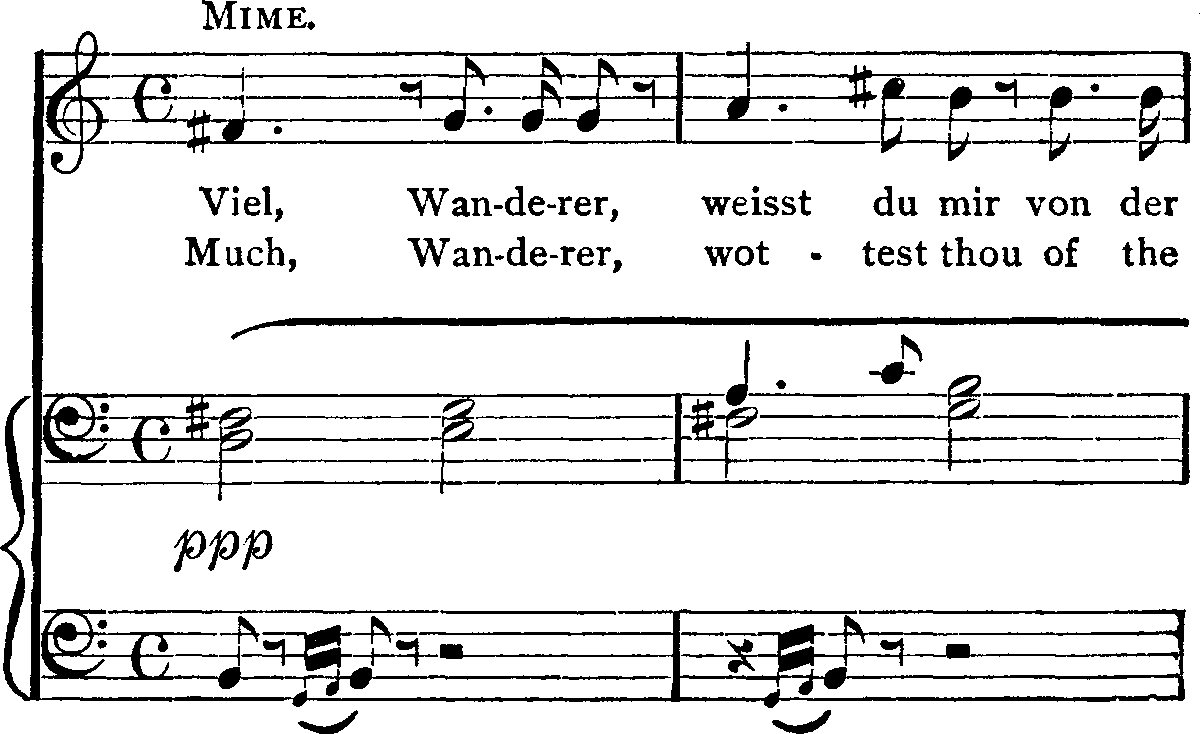 MIME.
Viel, Wan-de-rer, weisst du mir von der
Much, Wan-de-rer, wot - test thou of the
ppp